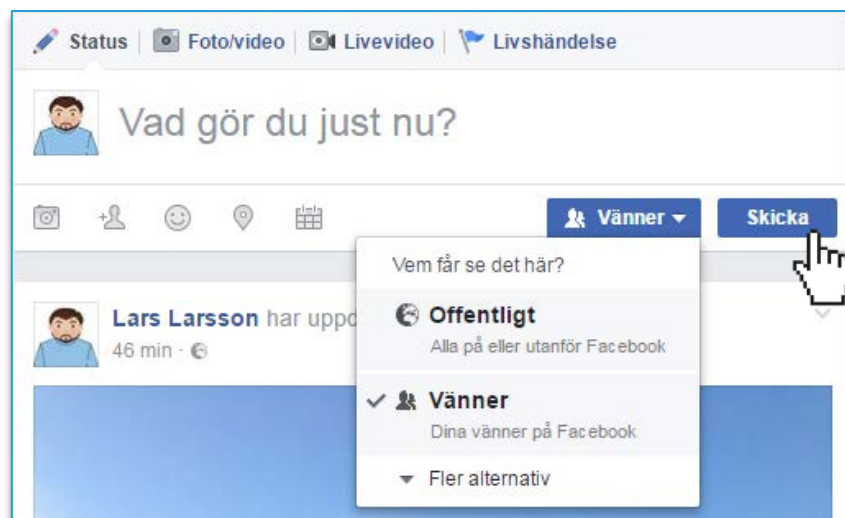 Status Foto/video Livevideo Livshändelse
Vad gör du just nu?
Vänner Skicka
Vem får se det här?
Offentligt
Alla på eller utanför Facebook
Vänner
Dina vänner på Facebook
Fler alternativ
Lars Larsson har
46 min